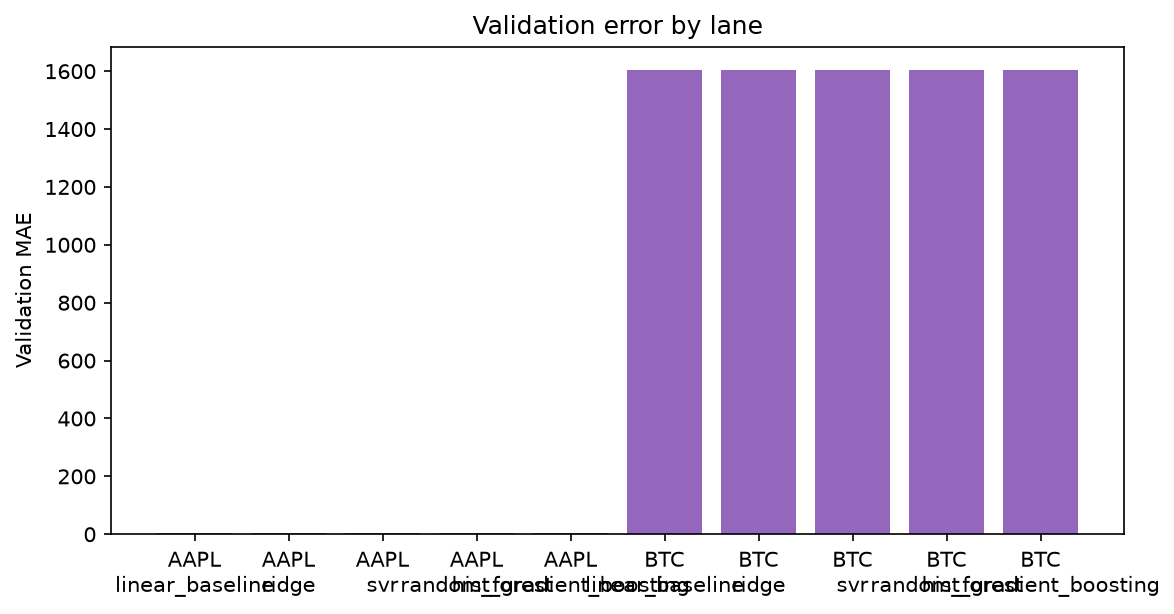 Validation error by lane
Validation MAE
1600
1400
1200
1000
800
600
400
200
0
AAPL
linear_baseline
AAPL
ridge
AAPL
svr
AAPL
random_forest
AAPL
hist_gradient_boosting
BTC
linear_baseline
BTC
ridge
BTC
svr
BTC
random_forest
BTC
hist_gradient_boosting